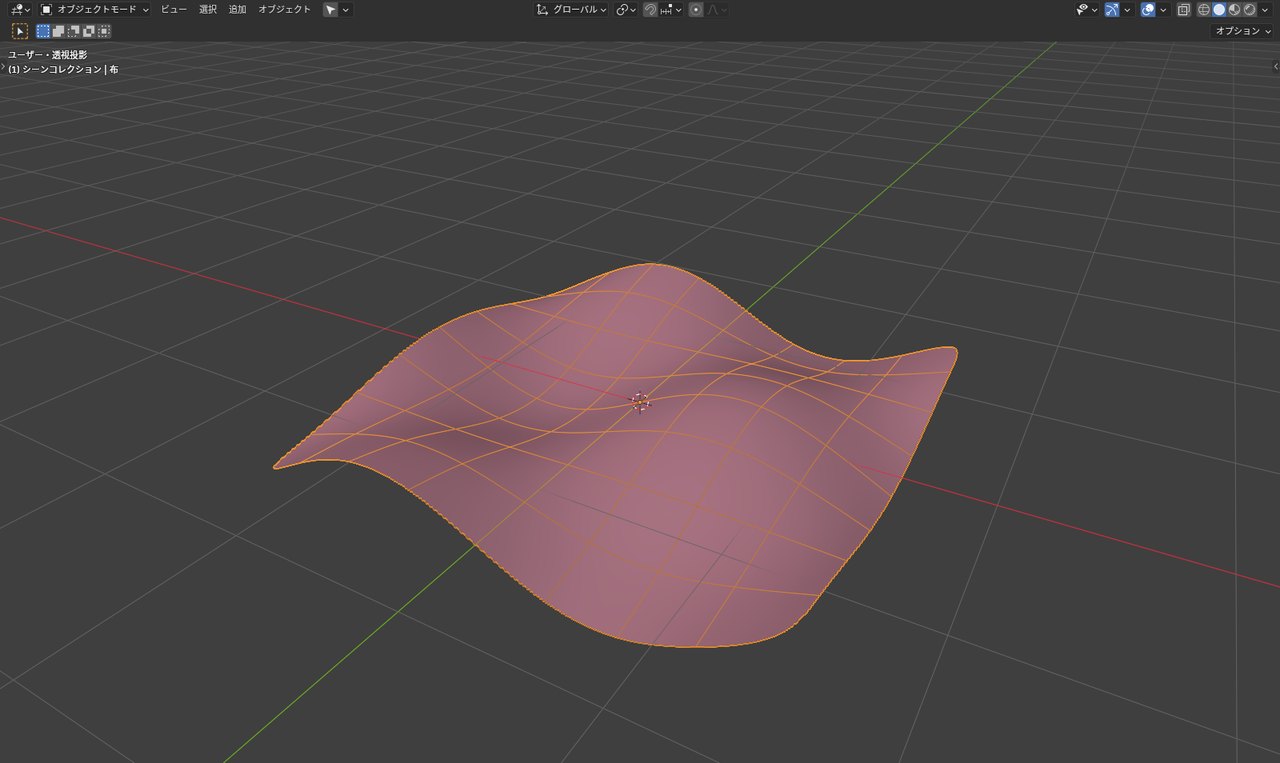 オブジェクトモード ビュー 選択 追加 オブジェクト グローバル
オプション
ユーザー・透視投影
(1) シーンコレクション | 布